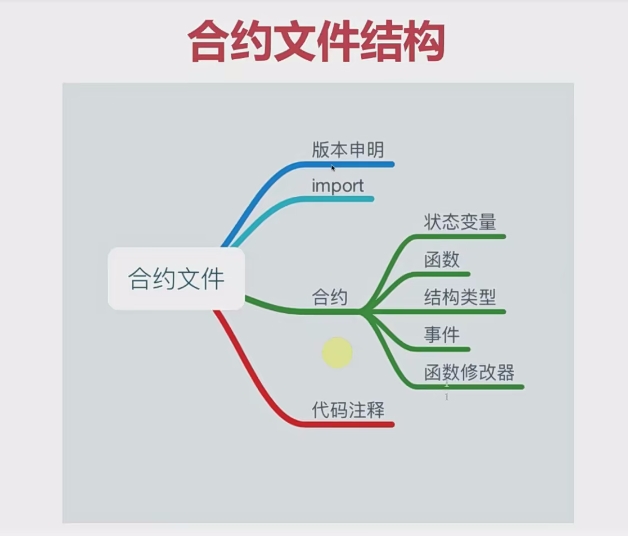 合约文件结构
版本申明
import
状态变量
函数
合约文件
合约
结构类型
事件
函数修改器
代码注释